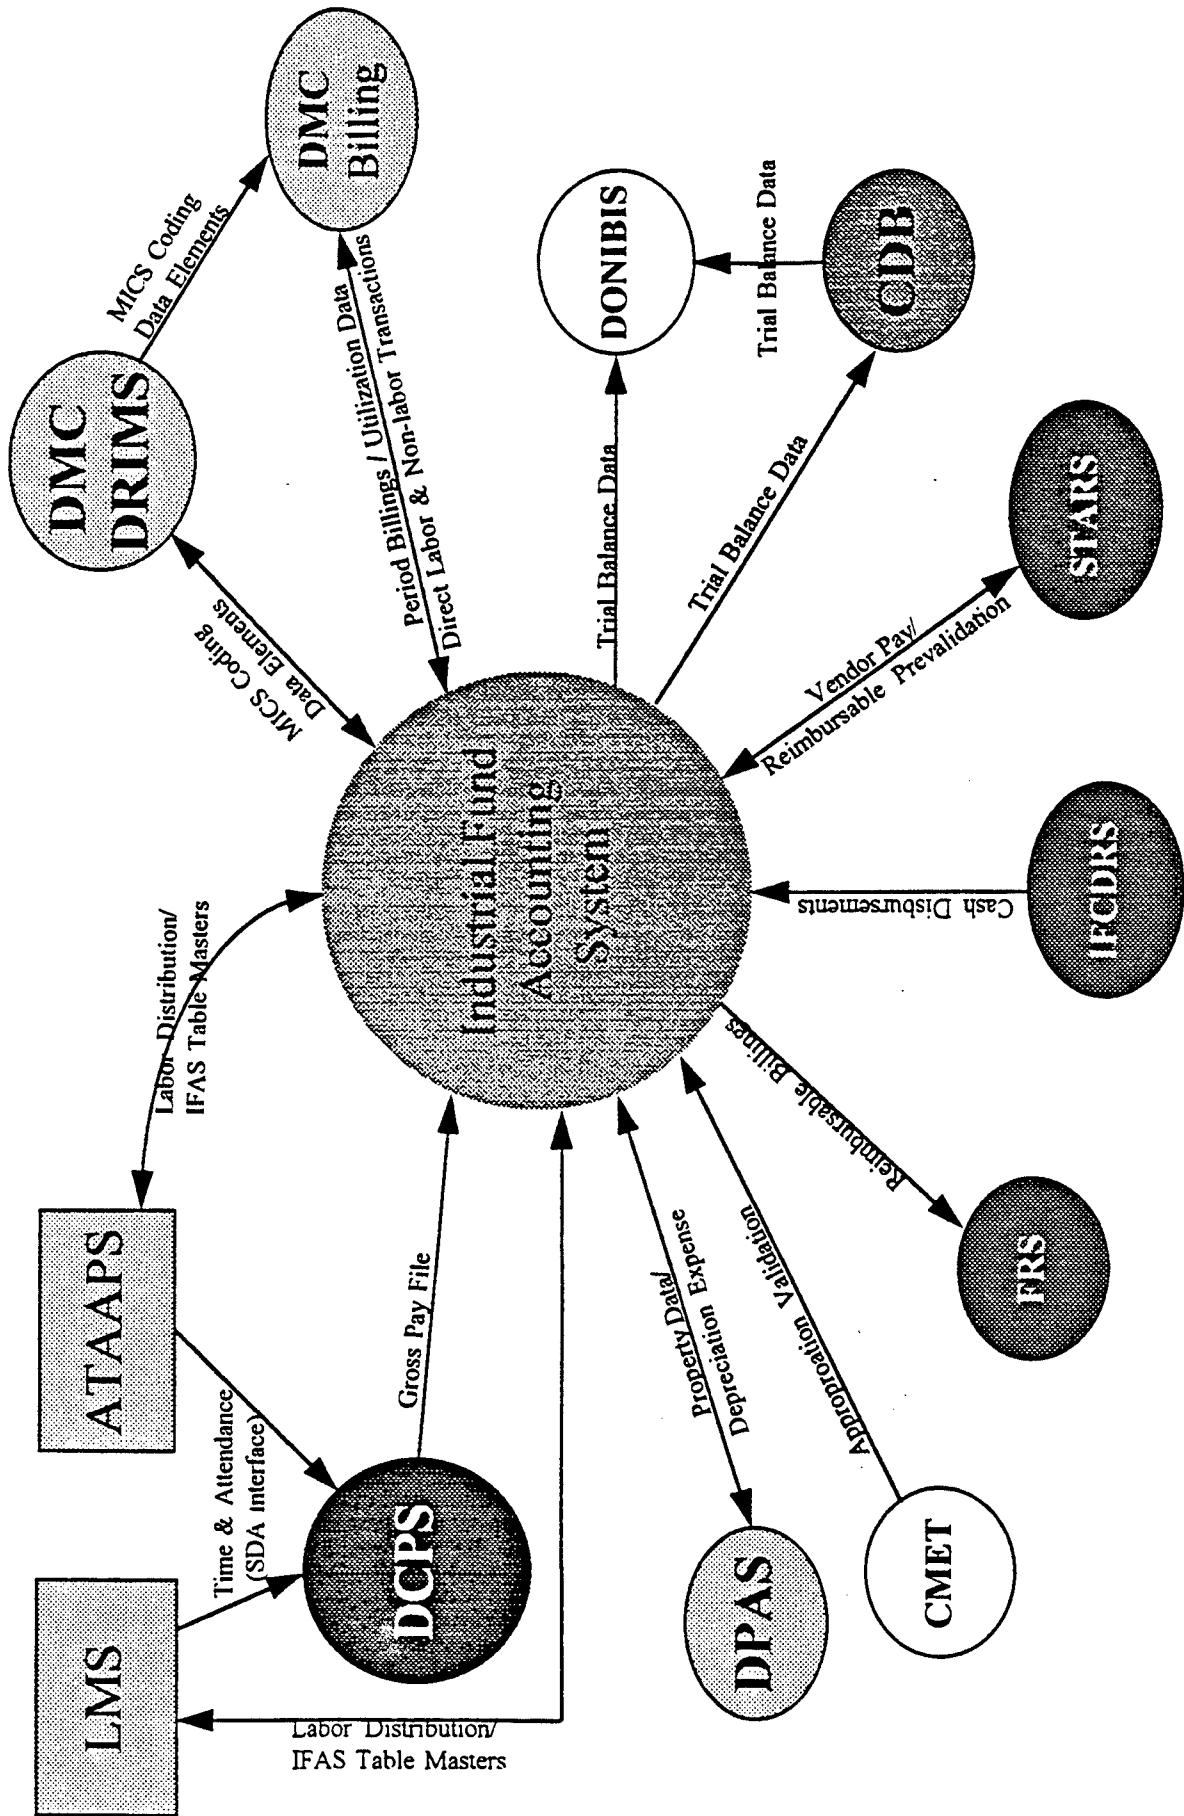 LMS
ATAAPS
DMC
DRIMS
MICS Coding
Data Elements
DMC
Billing
Time & Attendance
(SDA Interface)
Labor Distribution/
IFAS Table Masters
MICS Coding
Data Elements
Period Billings / Utilization Data
Direct Labor & Non-labor Transactions
DCPS
Gross Pay File
Labor Distribution/
IFAS Table Masters
Industrial Fund
Accounting
System
Trial Balance Data
DONIBIS
Trial Balance Data
Trial Balance Data
CDB
DPAS
Property Data/
Depreciation Expense
Vendor Pay/
Reimbursable Prevalidation
STARS
CMET
Approproation Validation
Reimbursable Billings
FRS
Cash Disbursements
IFCDRS